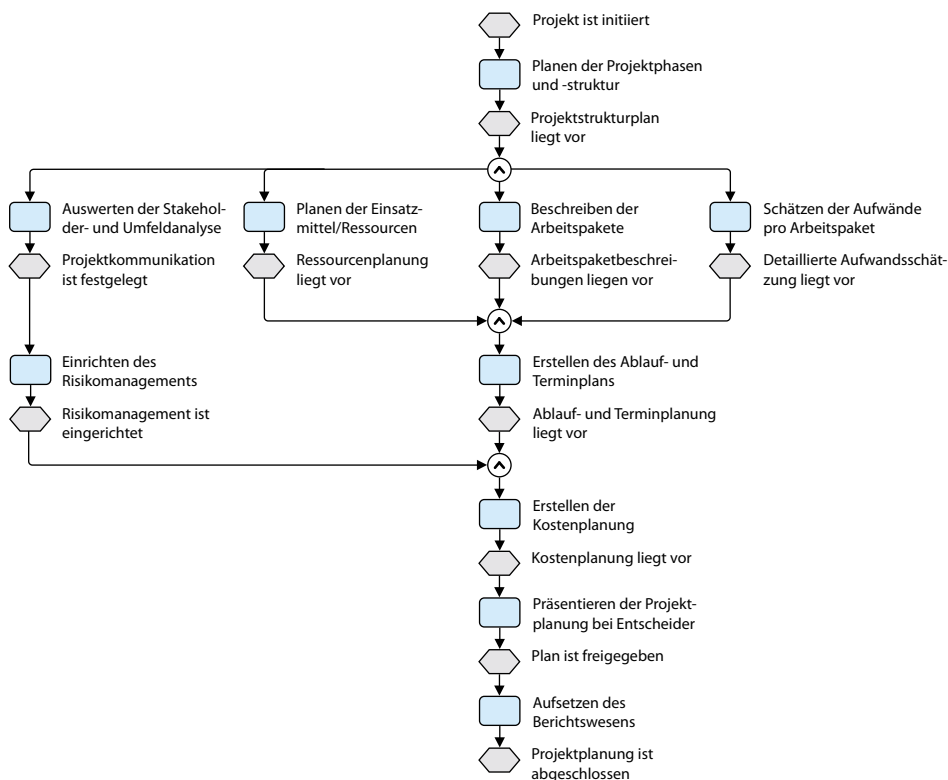 Projekt ist initiiert
Planen der Projektphasen
und -struktur
Projektstrukturplan
liegt vor
Auswerten der Stakehol-
der- und Umfeldanalyse
Planen der Einsatz-
mittel/Ressourcen
Beschreiben der
Arbeitspakete
Schätzen der Aufwände
pro Arbeitspaket
Projektkommunikation
ist festgelegt
Ressourcenplanung
liegt vor
Arbeitspaketbeschrei-
bungen liegen vor
Detaillierte Aufwandsschät-
zung liegt vor
Einrichten des
Risikomanagements
Erstellen des Ablauf- und
Terminplans
Risikomanagement ist
eingerichtet
Ablauf- und Terminplanung
liegt vor
Erstellen der
Kostenplanung
Kostenplanung liegt vor
Präsentieren der Projekt-
planung bei Entscheider
Plan ist freigegeben
Aufsetzen des
Berichtswesens
Projektplanung ist
abgeschlossen